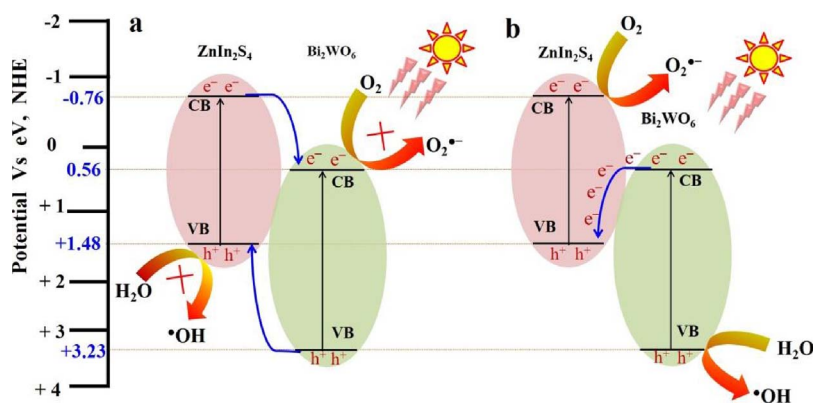 Potential Vs eV, NHE
-2
-1
-0.76
0
0.56
+1
+1.48
+2
+3
+3.23
+4
a
ZnIn₂S₄
Bi₂WO₆
e⁻ e⁻
CB
O₂
O₂•⁻
e⁻ e⁻
CB
VB
h⁺ h⁺
H₂O
•OH
VB
h⁺ h⁺
b
ZnIn₂S₄
O₂
O₂•⁻
e⁻ e⁻
CB
Bi₂WO₆
e⁻ e⁻
e⁻
e⁻
e⁻
e⁻
CB
VB
h⁺ h⁺
VB
h⁺ h⁺
H₂O
•OH